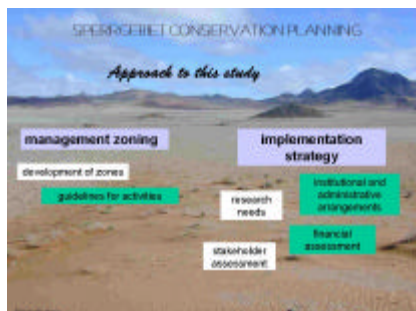 SPERRGEBIET CONSERVATION PLANNING
Approach to this study
management zoning
development of zones
guidelines for activities
implementation
strategy
research
needs
institutional and
administrative
arrangements
financial
assessment
stakeholder
assessment